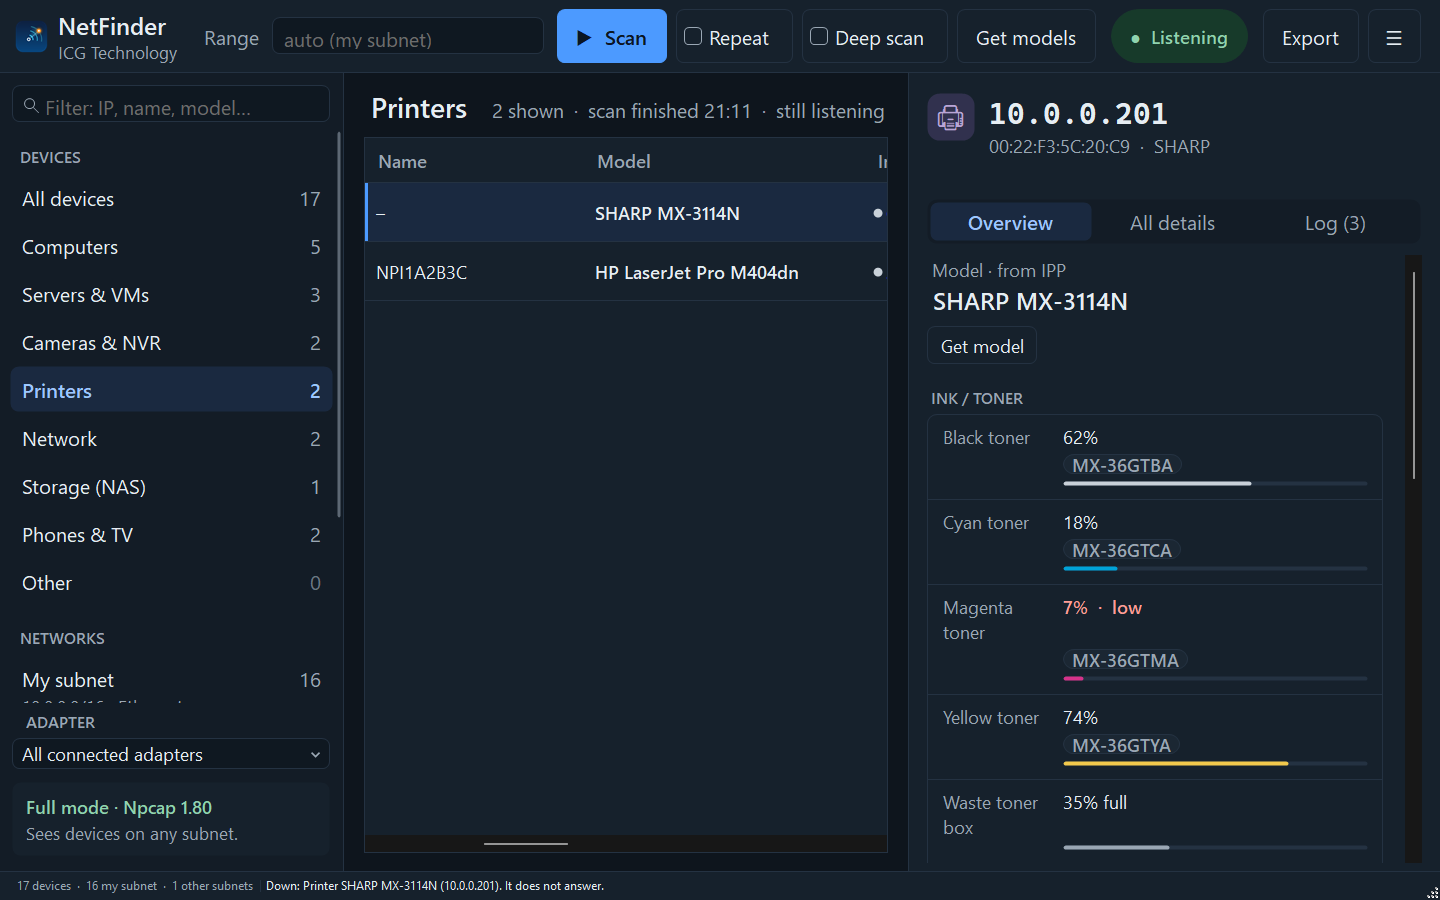 NetFinder
ICG Technology
Range
auto (my subnet)
Scan
Repeat
Deep scan
Get models
Listening
Export
Filter: IP, name, model...
DEVICES
All devices 17
Computers 5
Servers & VMs 3
Cameras & NVR 2
Printers 2
Network 2
Storage (NAS) 1
Phones & TV 2
Other 0
NETWORKS
My subnet 16
ADAPTER
All connected adapters
Full mode · Npcap 1.80
Sees devices on any subnet.
Printers 2 shown · scan finished 21:11 · still listening
Name Model
– SHARP MX-3114N
NPI1A2B3C HP LaserJet Pro M404dn
10.0.0.201
00:22:F3:5C:20:C9 · SHARP
Overview All details Log (3)
Model · from IPP
SHARP MX-3114N
Get model
INK / TONER
Black toner 62%
MX-36GTBA
Cyan toner 18%
MX-36GTCA
Magenta toner 7% · low
MX-36GTMA
Yellow toner 74%
MX-36GTYA
Waste toner box 35% full
17 devices · 16 my subnet · 1 other subnets Down: Printer SHARP MX-3114N (10.0.0.201). It does not answer.